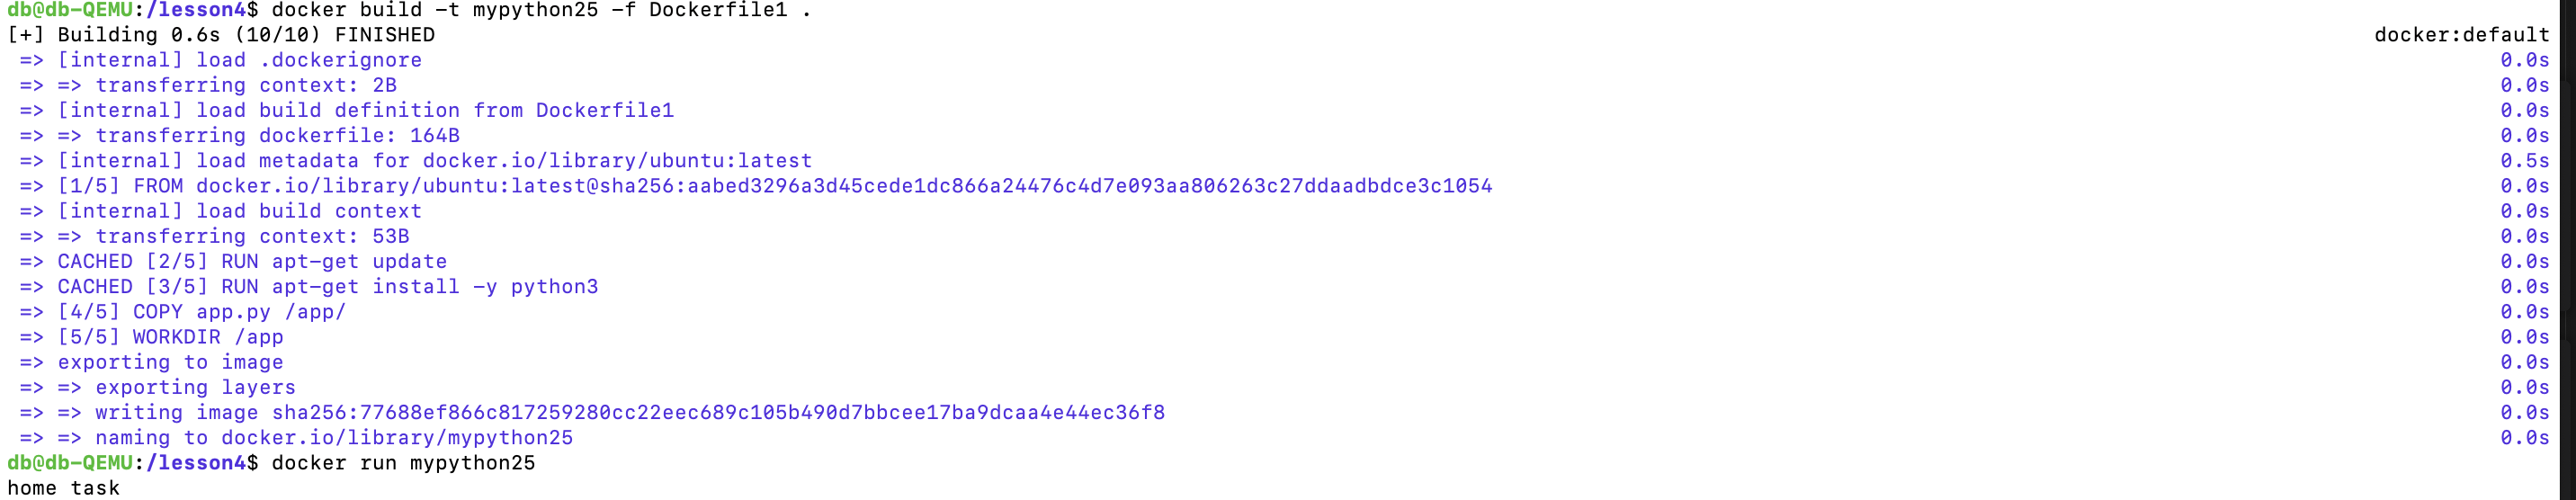 db@db-QEMU:/lesson4$ docker build -t mypython25 -f Dockerfile1 .
[+] Building 0.6s (10/10) FINISHED docker:default
=> [internal] load .dockerignore 0.0s
=> => transferring context: 2B 0.0s
=> [internal] load build definition from Dockerfile1 0.0s
=> => transferring dockerfile: 164B 0.0s
=> [internal] load metadata for docker.io/library/ubuntu:latest 0.5s
=> [1/5] FROM docker.io/library/ubuntu:latest@sha256:aabed3296a3d45cede1dc866a24476c4d7e093aa806263c27ddaadbdce3c1054 0.0s
=> [internal] load build context 0.0s
=> => transferring context: 53B 0.0s
=> CACHED [2/5] RUN apt-get update 0.0s
=> CACHED [3/5] RUN apt-get install -y python3 0.0s
=> [4/5] COPY app.py /app/ 0.0s
=> [5/5] WORKDIR /app 0.0s
=> exporting to image 0.0s
=> => exporting layers 0.0s
=> => writing image sha256:77688ef866c817259280cc22eec689c105b490d7bbcee17ba9dcaa4e44ec36f8 0.0s
=> => naming to docker.io/library/mypython25 0.0s
db@db-QEMU:/lesson4$ docker run mypython25
home task